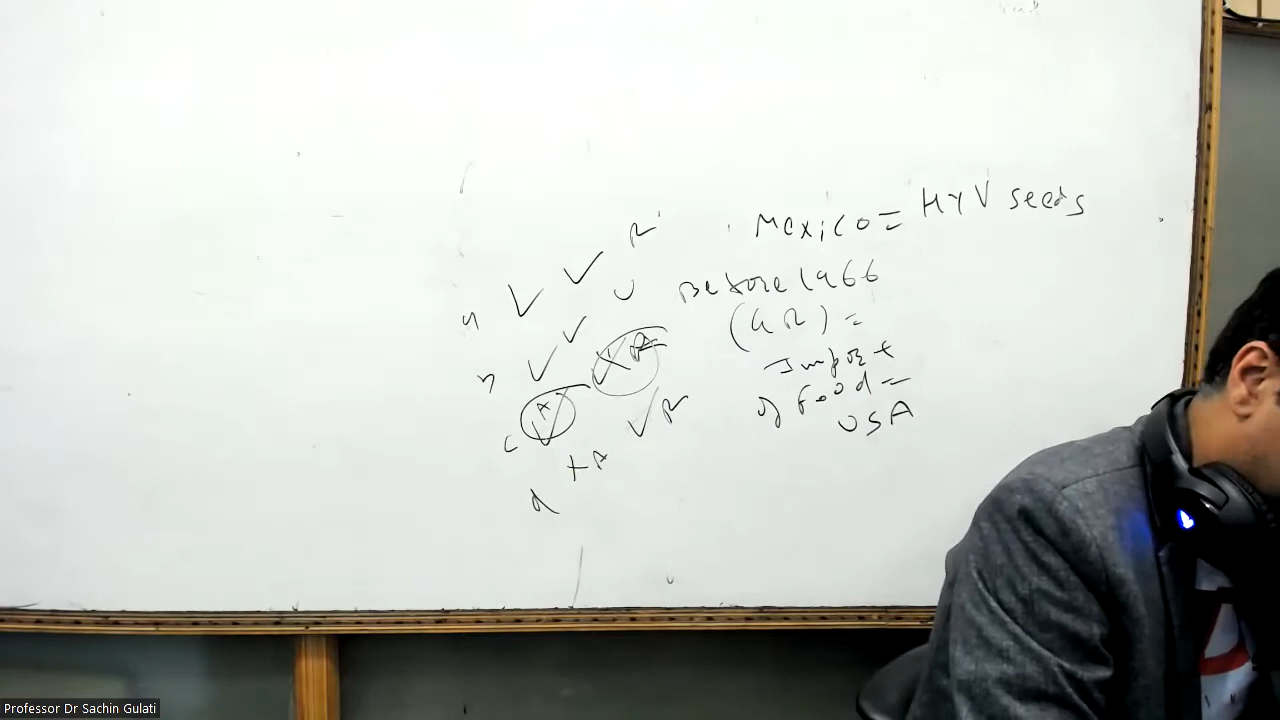 Mexico = HYV seeds
Before 1966
(GR) =
Import
of Food =
USA
a ✓ ✓ R
b ✓ ✓
c A ✓ R
d × A
Professor Dr Sachin Gulati